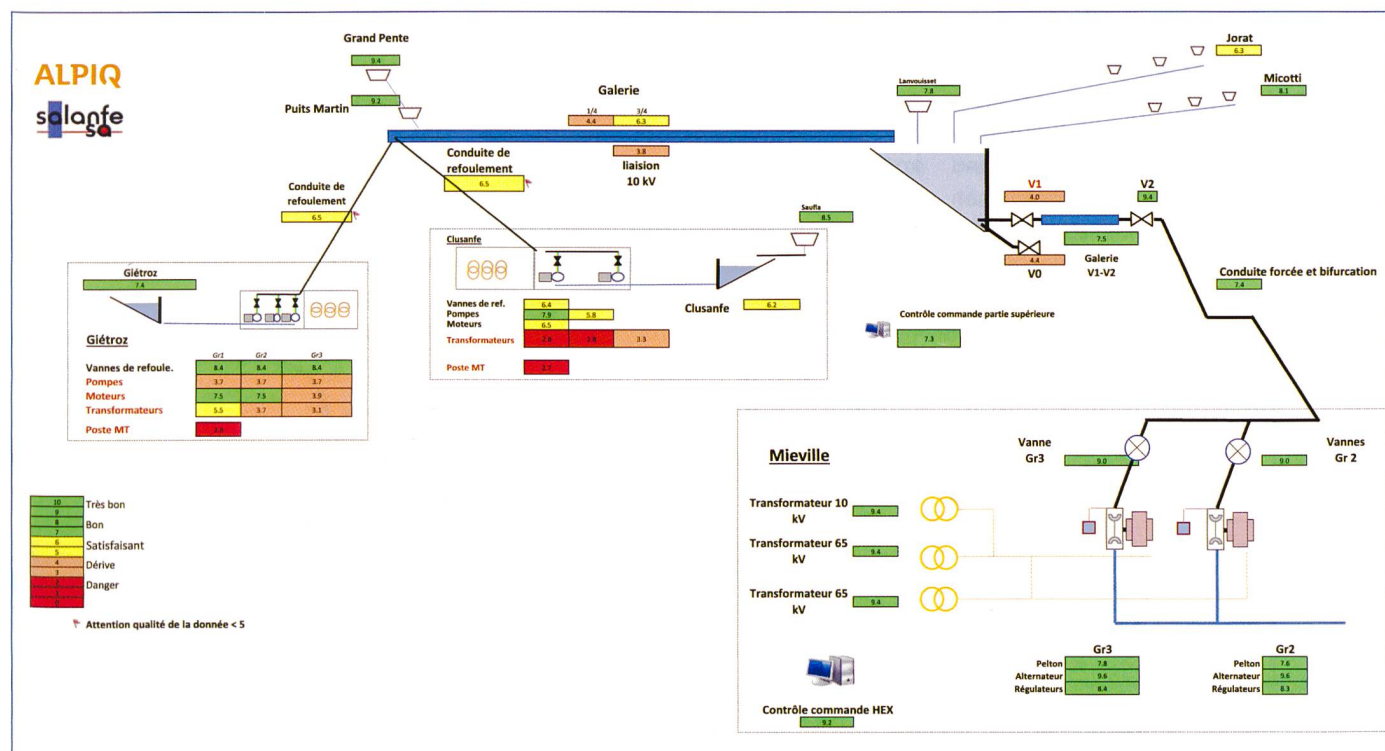 ALPIQ
salanfe sa
Grand Pente
9.4
Puits Martin
9.2
Galerie
1/4 3/4
4.4 6.3
3.8
liaision
10 kV
Lanvouisset
7.8
Jorat
6.3
Micotti
8.1
Conduite de
refoulement
6.5
Conduite de
refoulement
6.5
V1
4.0
V2
9.4
7.5
Galerie
V1-V2
4.4
V0
Conduite forcée et bifurcation
7.4
Giétroz
7.4
Giétroz
Gr1 Gr2 Gr3
Vannes de refoule. 8.4 8.4 8.4
Pompes 3.7 3.7 3.7
Moteurs 7.5 7.5 3.9
Transformateurs 5.5 3.7 3.1
Poste MT
Clusanfe
Saufla
8.5
Clusanfe 6.2
Vannes de ref. 6.4
Pompes 7.9 5.8
Moteurs 6.5
Transformateurs 3.3
Poste MT
Contrôle commande partie supérieure
7.3
Mieville
Vanne
Gr3 9.0
Vannes
Gr 2
9.0
Transformateur 10
kV
9.4
Transformateur 65
kV
9.4
Transformateur 65
kV
9.4
Contrôle commande HEX
9.2
Gr3
Pelton 7.8
Alternateur 9.6
Régulateurs 8.4
Gr2
Pelton 7.6
Alternateur 9.6
Régulateurs 8.3
10 Très bon
9
8 Bon
7
6 Satisfaisant
5
4 Dérive
3
2 Danger
1
0
Attention qualité de la donnée < 5